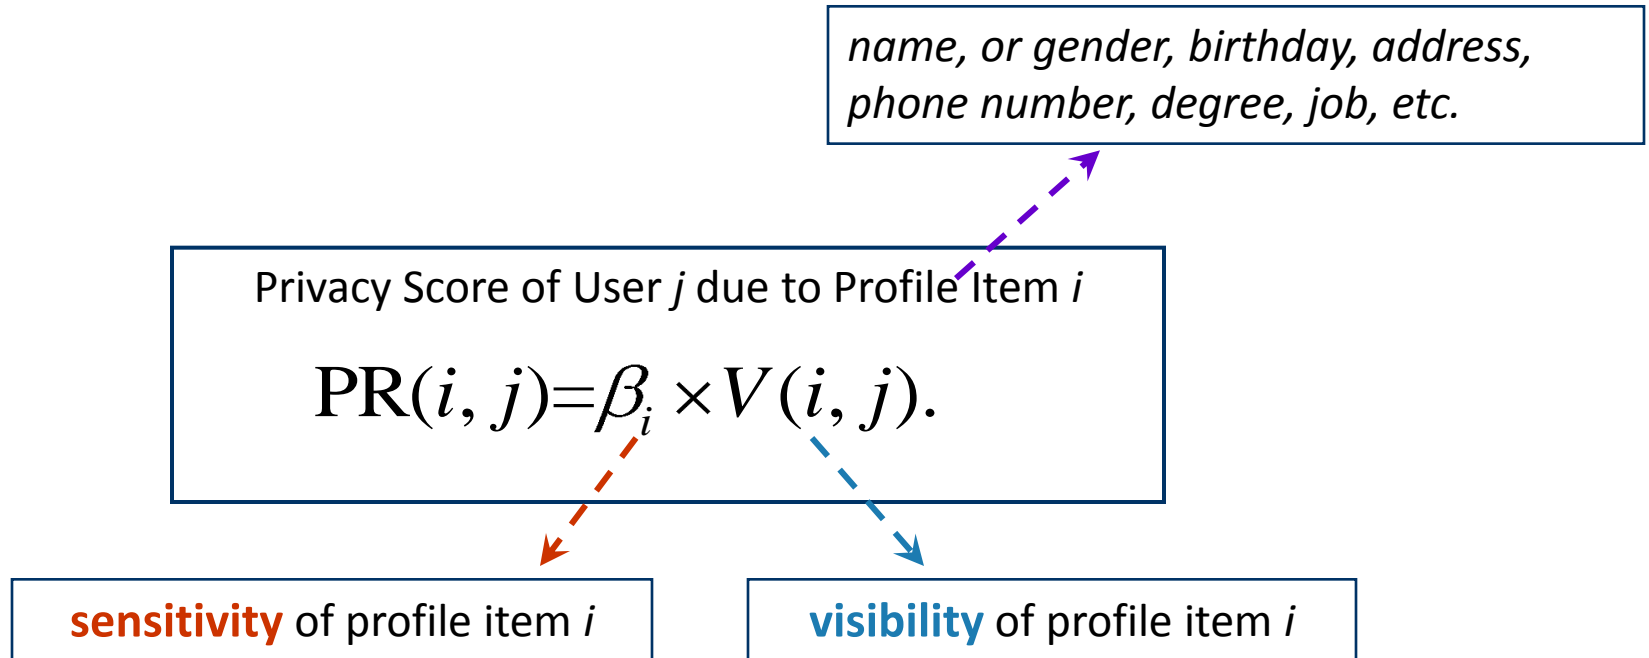 name, or gender, birthday, address,
phone number, degree, job, etc.
Privacy Score of User j due to Profile Item i
PR(i, j)=βᵢ ×V(i, j).
sensitivity of profile item i
visibility of profile item i